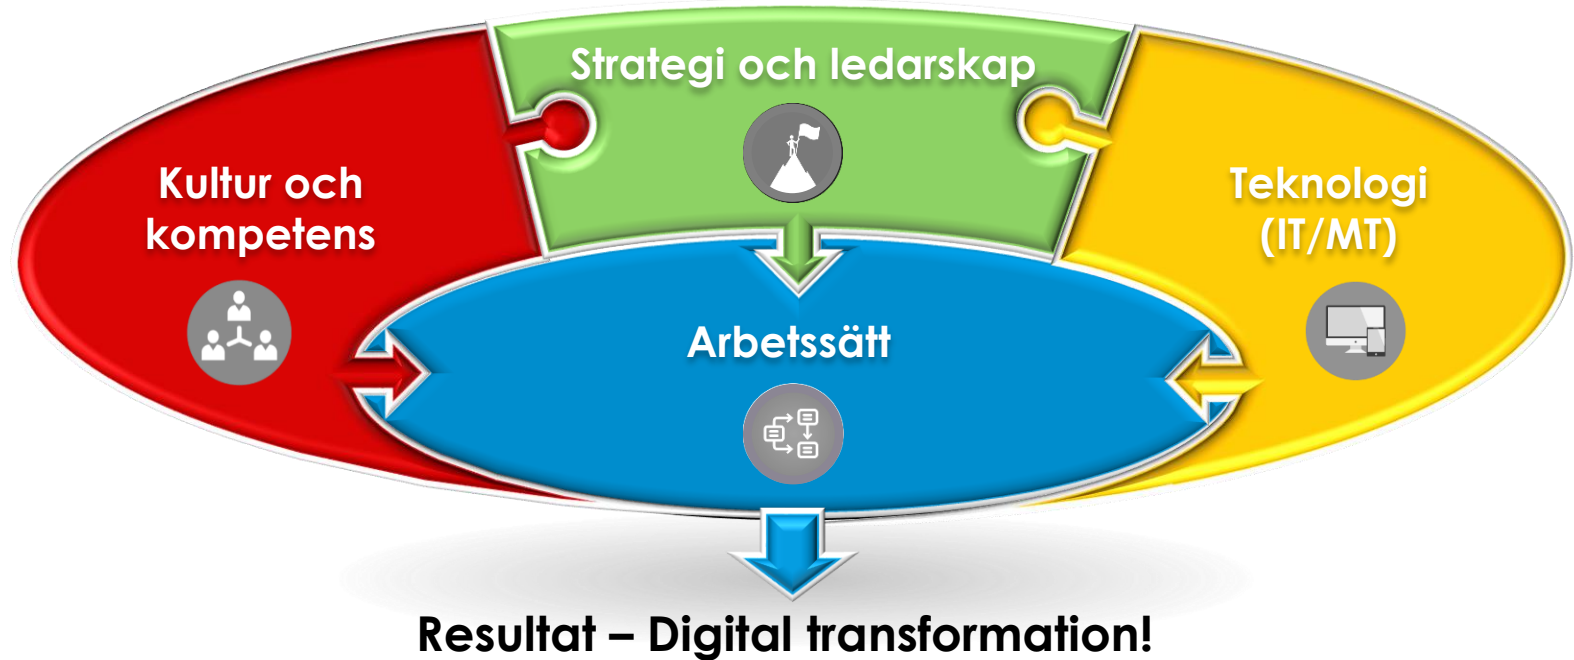 Strategi och ledarskap
Kultur och
kompetens
Teknologi
(IT/MT)
Arbetssätt
Resultat – Digital transformation!